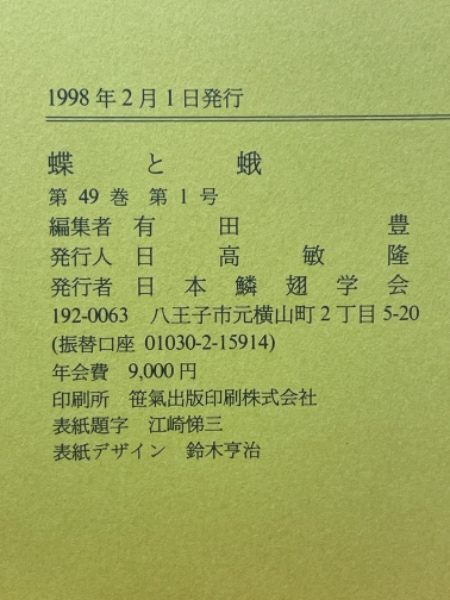 1998年2月1日発行
蝶と蛾
第 49 巻 第 1 号
編集者 有田豊
発行人 日高敏隆
発行者 日本鱗翅学会
192-0063 八王子市元横山町2丁目5-20
(振替口座 01030-2-15914)
年会費 9,000円
印刷所 笹氣出版印刷株式会社
表紙題字 江崎悌三
表紙デザイン 鈴木亨治